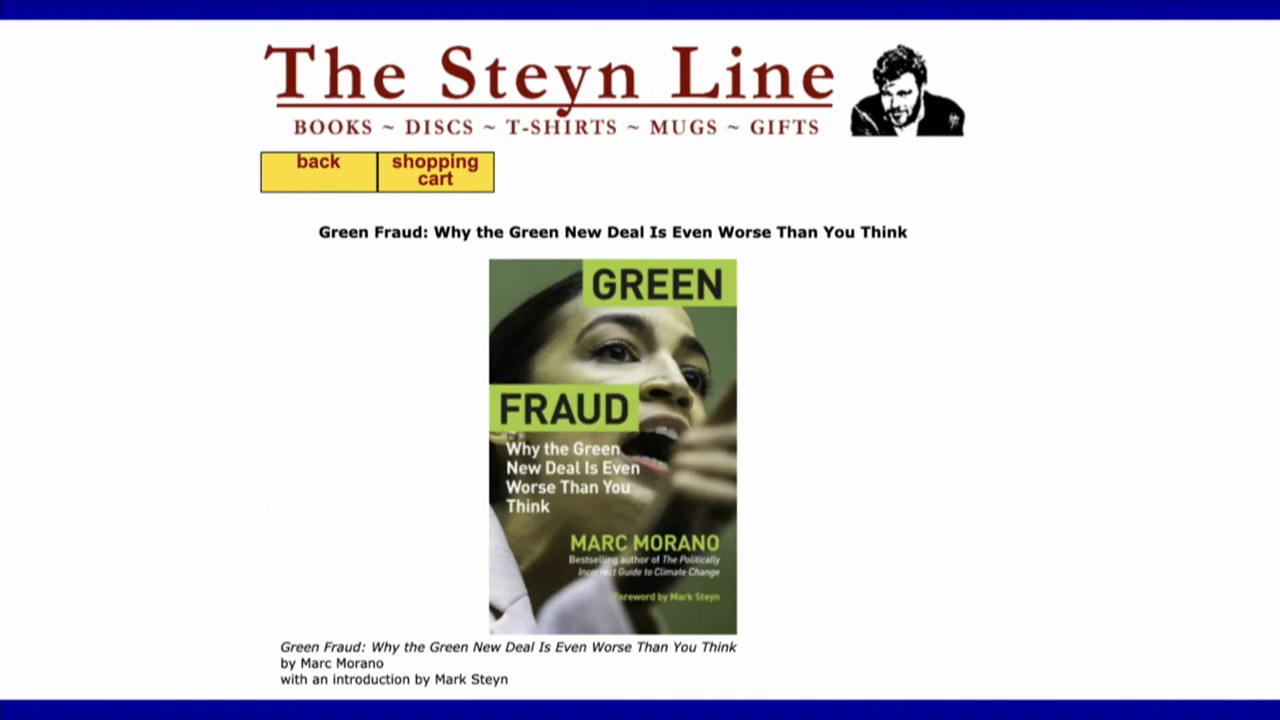 The Steyn Line
BOOKS ~ DISCS ~ T-SHIRTS ~ MUGS ~ GIFTS
back
shopping
cart
Green Fraud: Why the Green New Deal Is Even Worse Than You Think
GREEN
FRAUD
Why the Green
New Deal Is Even
Worse Than You
Think
MARC MORANO
Bestselling author of The Politically
Incorrect Guide to Climate Change
Foreword by Mark Steyn
Green Fraud: Why the Green New Deal Is Even Worse Than You Think
by Marc Morano
with an introduction by Mark Steyn